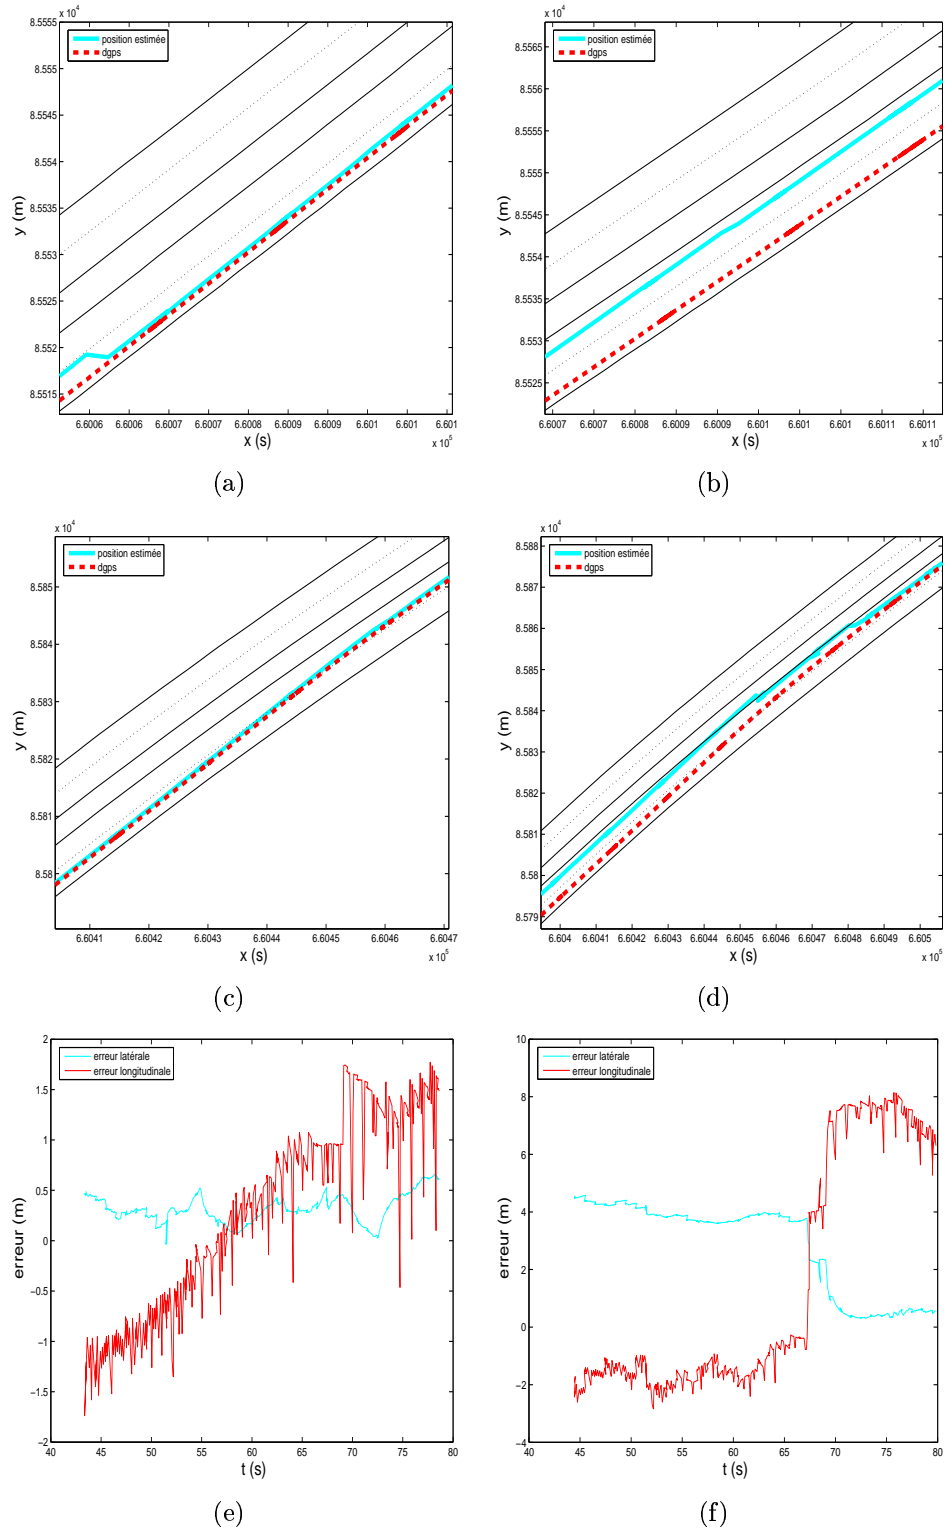 x 10^4
8.5555
8.555
8.554
8.554
8.553
8.553
8.552
8.552
8.5515
y (m)
position estimée
dgps
6.6006 6.6007 6.6007 6.6008 6.6009 6.6009 6.601 6.601 6.601
x (s)
x 10^5
(a)
x 10^4
8.5565
8.556
8.5555
8.555
8.5545
8.554
8.5535
8.553
8.5525
y (m)
position estimée
dgps
6.6007 6.6007 6.6008 6.6009 6.6009 6.601 6.6011 6.6011 6.6011
x (s)
x 10^5
(b)
x 10^4
8.585
8.584
8.583
8.582
8.581
8.58
y (m)
position estimée
dgps
6.6041 6.6042 6.6043 6.6044 6.6045 6.6046 6.6047
x (s)
x 10^5
(c)
x 10^4
8.588
8.587
8.586
8.585
8.584
8.583
8.582
8.581
8.58
8.579
y (m)
position estimée
dgps
6.604 6.6041 6.6042 6.6043 6.6044 6.6045 6.6046 6.6047 6.6048 6.6049 6.605
x (s)
x 10^5
(d)
2
1.5
1
0.5
0
-0.5
-1
-1.5
-2
erreur (m)
erreur latérale
erreur longitudinale
40 45 50 55 60 65 70 75 80
t (s)
(e)
10
8
6
4
2
0
-2
-4
erreur (m)
erreur latérale
erreur longitudinale
40 45 50 55 60 65 70 75 80
t (s)
(f)